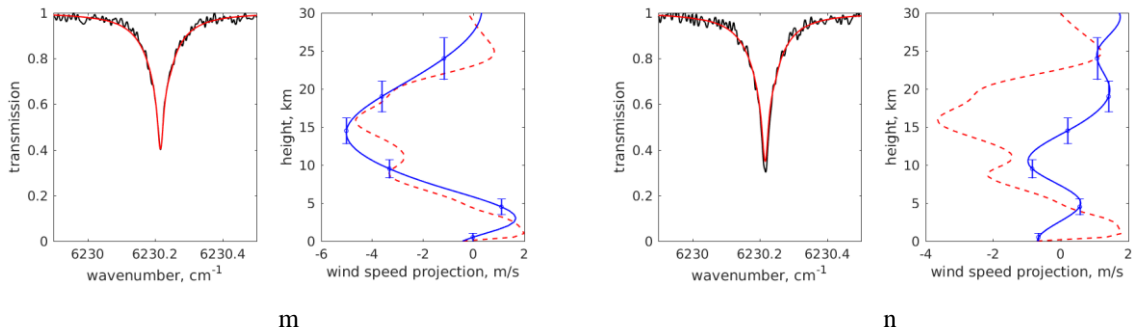 1
0.8
0.6
0.4
0.2
0
transmission
6230 6230.2 6230.4
wavenumber, cm-1
30
25
20
15
10
5
0
height, km
-6 -4 -2 0 2
wind speed projection, m/s
m
1
0.8
0.6
0.4
0.2
0
transmission
6230 6230.2 6230.4
wavenumber, cm-1
30
25
20
15
10
5
0
height, km
-4 -2 0 2
wind speed projection, m/s
n